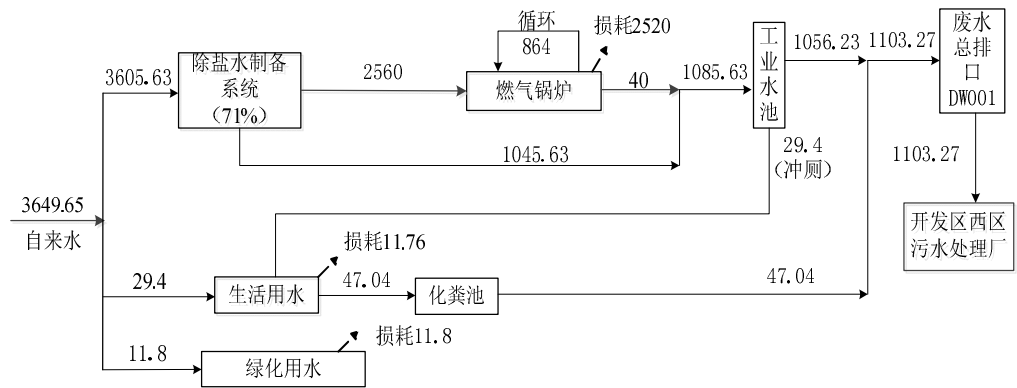 循环
864
损耗2520
3605.63
除盐水制备
系统
（71%）
2560
燃气锅炉
40
1085.63
工
业
水
池
1056.23
1103.27
废水
总排
口
DW001
1045.63
29.4
（冲厕）
1103.27
3649.65
自来水
开发区西区
污水处理厂
损耗11.76
29.4
生活用水
47.04
化粪池
47.04
11.8
损耗11.8
绿化用水